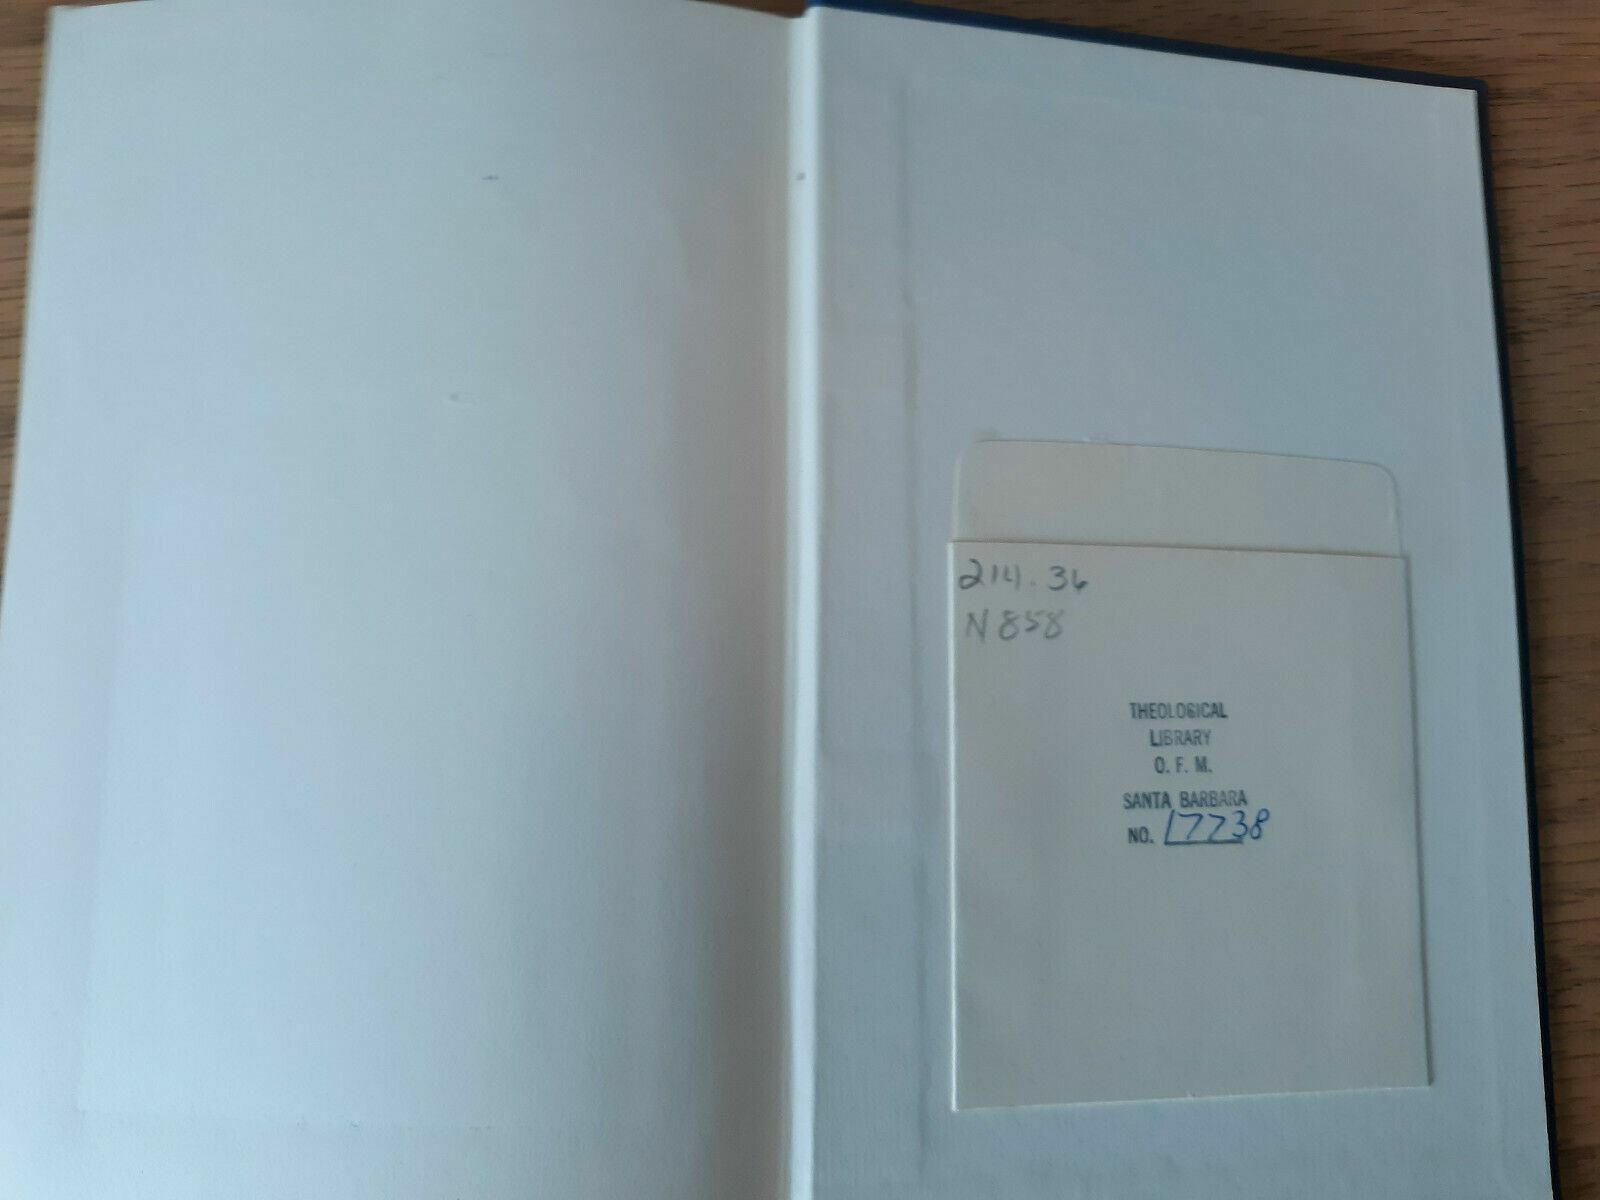 214.36
N858
THEOLOGICAL
LIBRARY
O. F. M.
SANTA BARBARA
NO. 17738